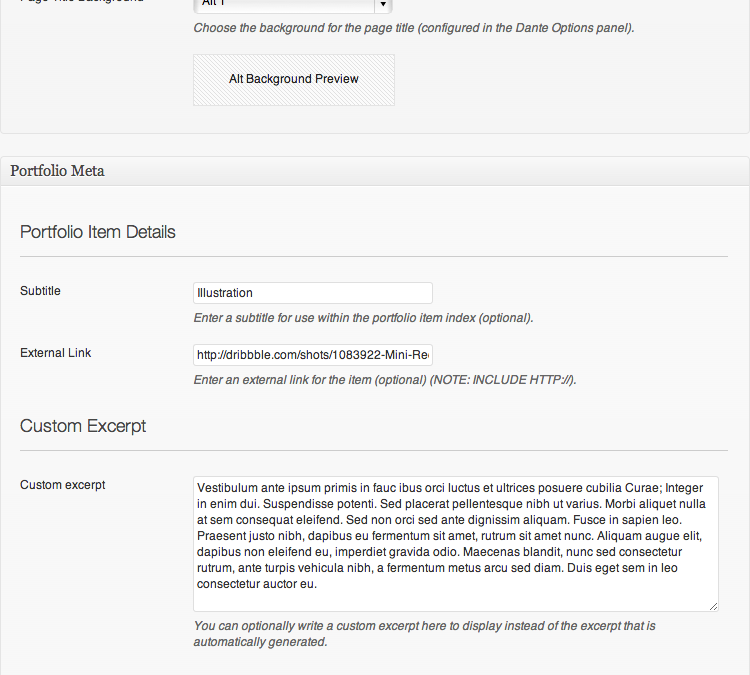 Page Title Background
Alt 1
Choose the background for the page title (configured in the Dante Options panel).
Alt Background Preview
Portfolio Meta
Portfolio Item Details
Subtitle
Illustration
Enter a subtitle for use within the portfolio item index (optional).
External Link
http://dribbble.com/shots/1083922-Mini-Re
Enter an external link for the item (optional) (NOTE: INCLUDE HTTP://).
Custom Excerpt
Custom excerpt
Vestibulum ante ipsum primis in fauc ibus orci luctus et ultrices posuere cubilia Curae; Integer
in enim dui. Suspendisse potenti. Sed placerat pellentesque nibh ut varius. Morbi aliquet nulla
at sem consequat eleifend. Sed non orci sed ante dignissim aliquam. Fusce in sapien leo.
Praesent justo nibh, dapibus eu fermentum sit amet, rutrum sit amet nunc. Aliquam augue elit,
dapibus non eleifend eu, imperdiet gravida odio. Maecenas blandit, nunc sed consectetur
rutrum, ante turpis vehicula nibh, a fermentum metus arcu sed diam. Duis eget sem in leo
consectetur auctor eu.
You can optionally write a custom excerpt here to display instead of the excerpt that is
automatically generated.